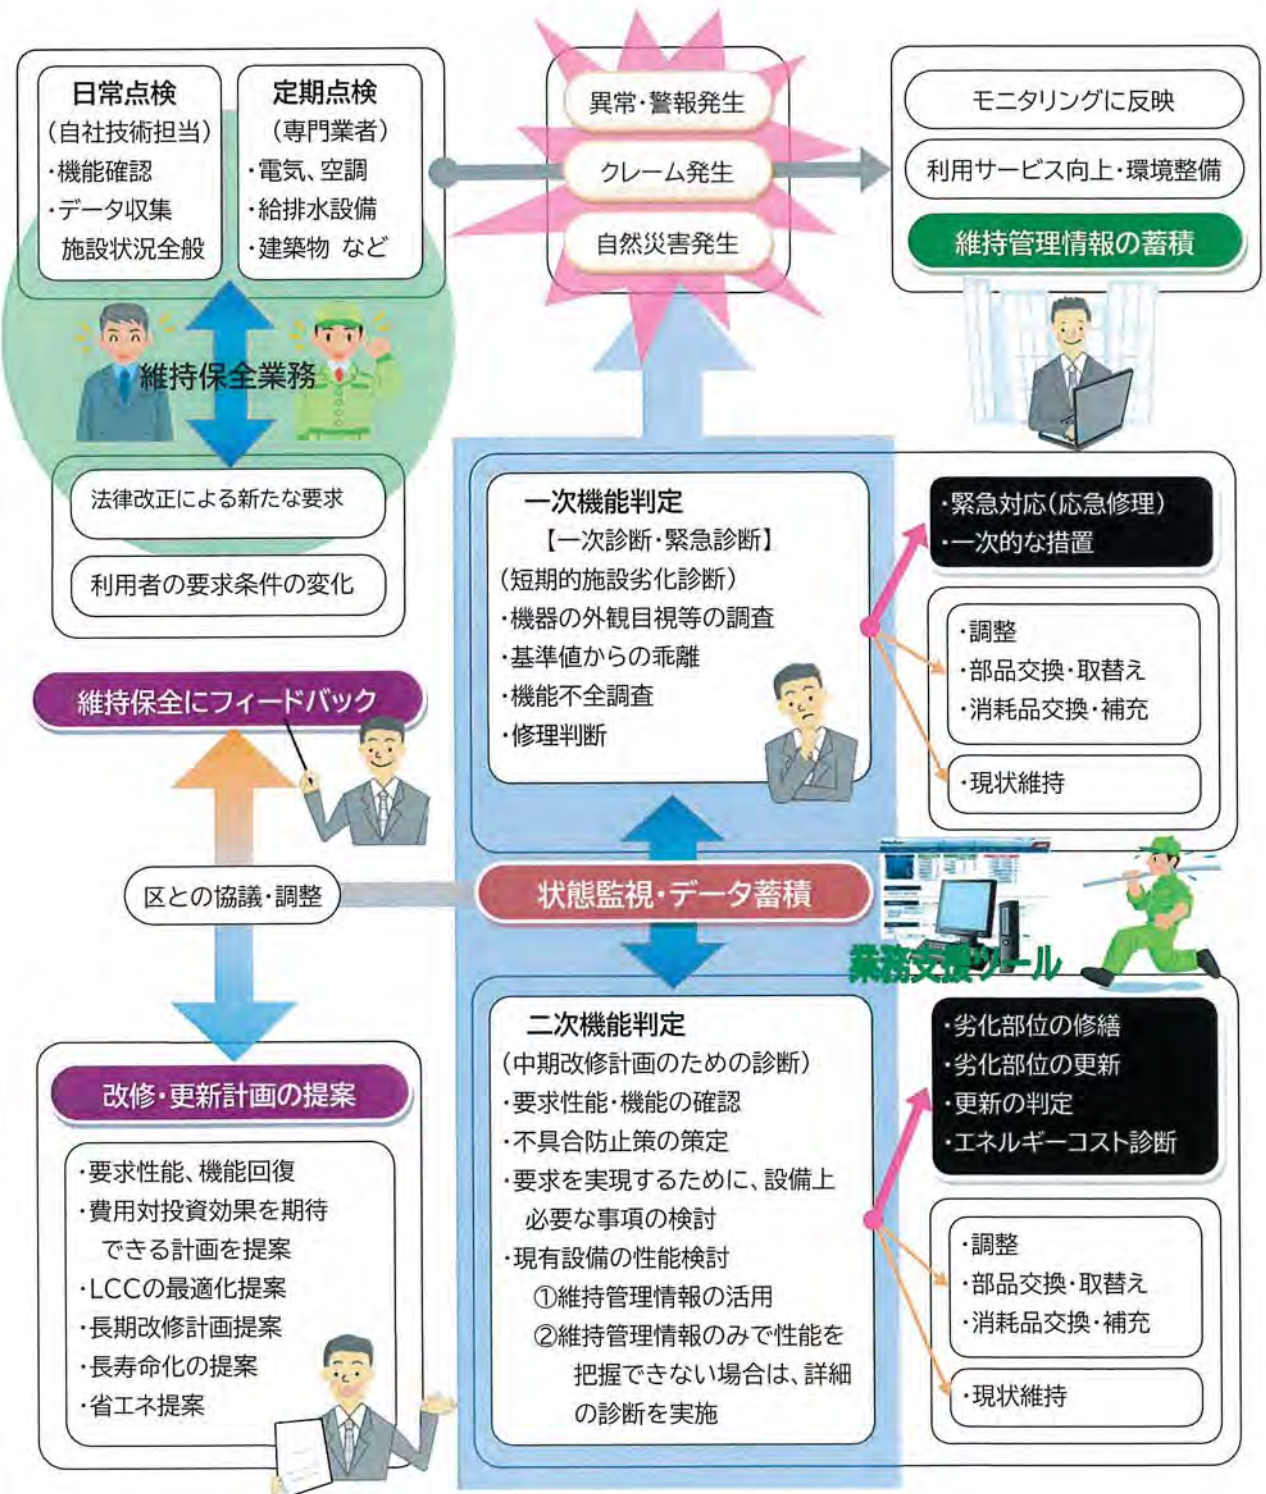 日常点検
(自社技術担当)
・機能確認
・データ収集
施設状況全般
定期点検
(専門業者)
・電気、空調
・給排水設備
・建築物 など
異常・警報発生
クレーム発生
自然災害発生
モニタリングに反映
利用サービス向上・環境整備
維持管理情報の蓄積
維持保全業務
法律改正による新たな要求
利用者の要求条件の変化
維持保全にフィードバック
区との協議・調整
改修・更新計画の提案
・要求性能、機能回復
・費用対投資効果を期待
できる計画を提案
・LCCの最適化提案
・長期改修計画提案
・長寿命化の提案
・省エネ提案
一次機能判定
【一次診断・緊急診断】
(短期的施設劣化診断)
・機器の外観目視等の調査
・基準値からの乖離
・機能不全調査
・修理判断
・緊急対応(応急修理)
・一次的な措置
・調整
・部品交換・取替え
・消耗品交換・補充
・現状維持
状態監視・データ蓄積
業務支援ツール
二次機能判定
(中期改修計画のための診断)
・要求性能・機能の確認
・不具合防止策の策定
・要求を実現するために、設備上
必要な事項の検討
・現有設備の性能検討
①維持管理情報の活用
②維持管理情報のみで性能を
把握できない場合は、詳細
の診断を実施
・劣化部位の修繕
・劣化部位の更新
・更新の判定
・エネルギーコスト診断
・調整
・部品交換・取替え
・消耗品交換・補充
・現状維持